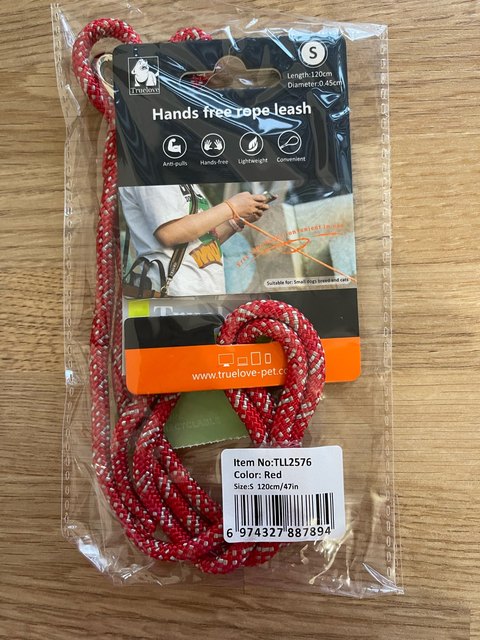 S
Length:120cm
Diameter:0.45cm
Truelove
Hands free rope leash
Anti-pulls
Hands-free
Lightweight
Convenient
Suitable for: Small dogs breed and cats
www.truelove-pet.co
Item No:TLL2576
Color: Red
Size:S 120cm/47in
6 974327 887894